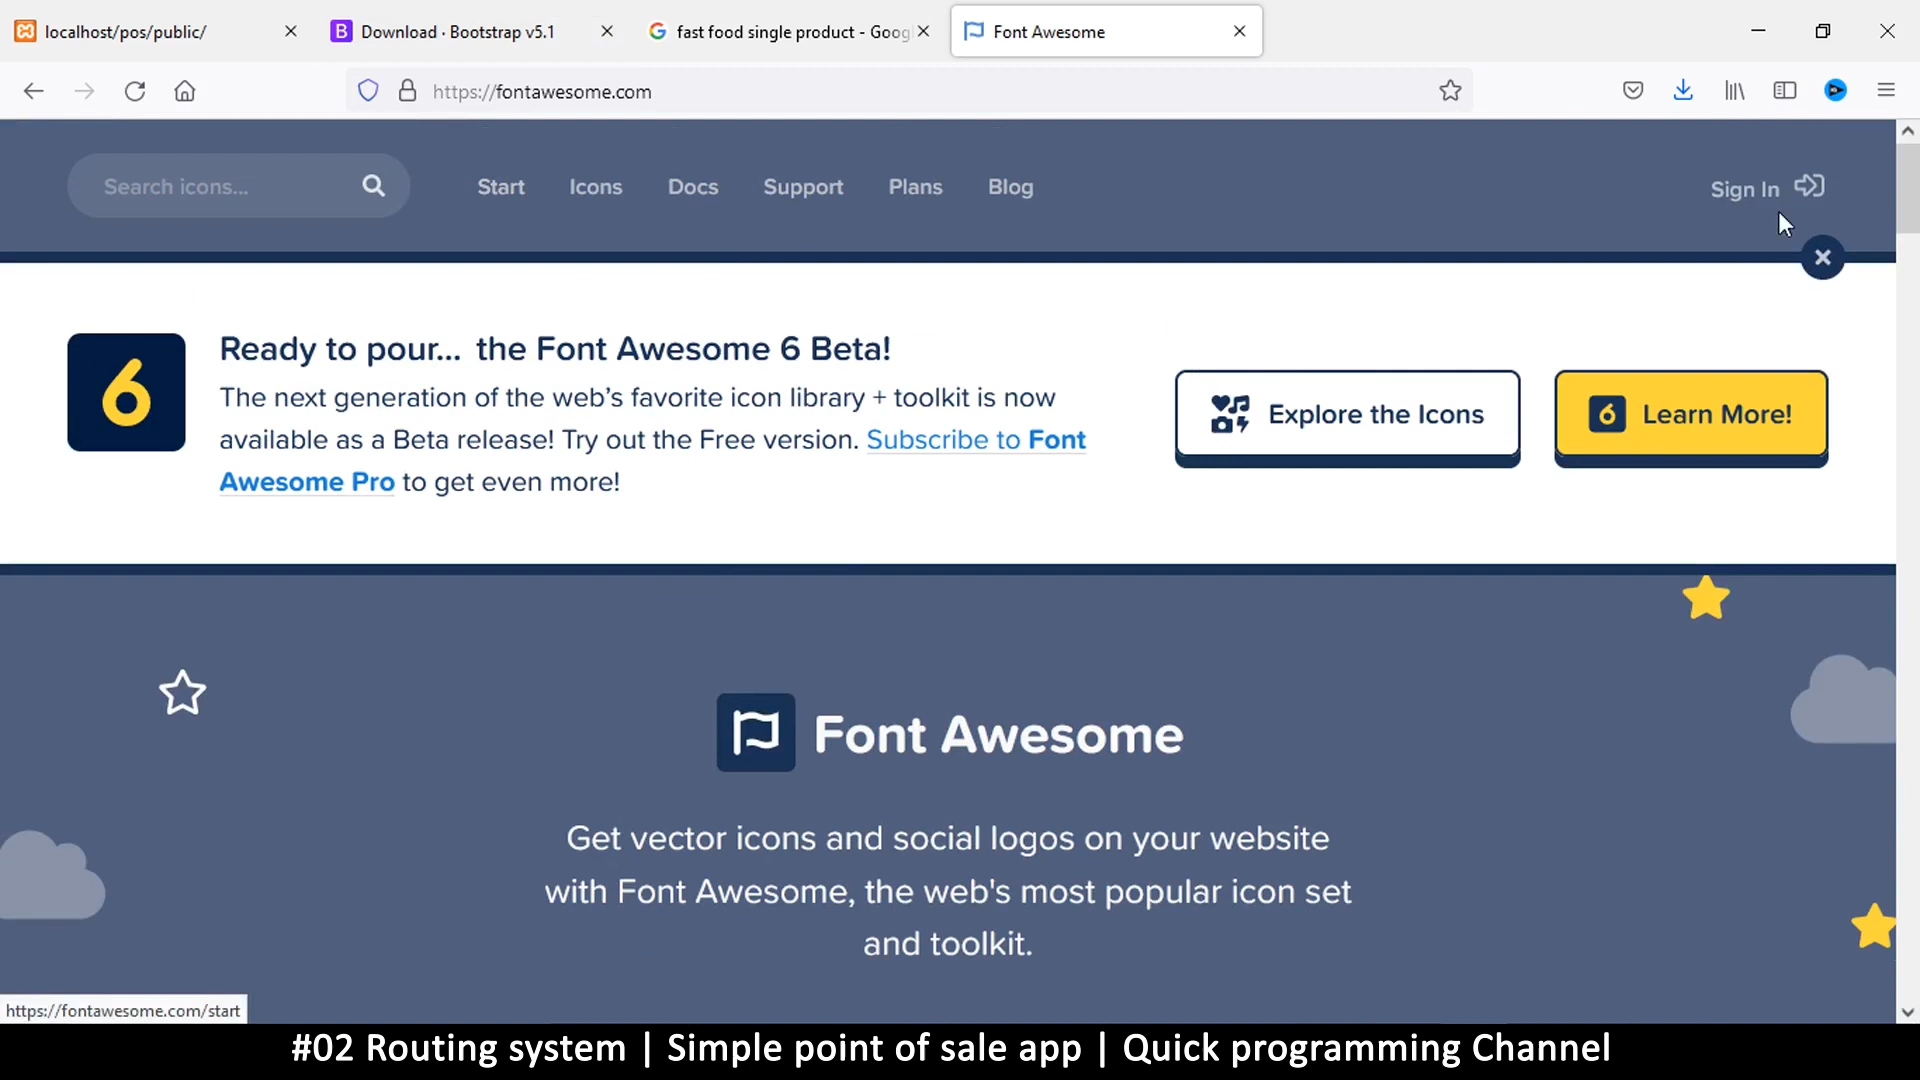 localhost/pos/public/
Download · Bootstrap v5.1
fast food single product - Goog
Font Awesome
https://fontawesome.com
Search icons...
Start
Icons
Docs
Support
Plans
Blog
Sign In
6
Ready to pour... the Font Awesome 6 Beta!
The next generation of the web’s favorite icon library + toolkit is now
available as a Beta release! Try out the Free version. Subscribe to Font
Awesome Pro to get even more!
Explore the Icons
6 Learn More!
Font Awesome
Get vector icons and social logos on your website
with Font Awesome, the web's most popular icon set
and toolkit.
https://fontawesome.com/start
#02 Routing system | Simple point of sale app | Quick programming Channel